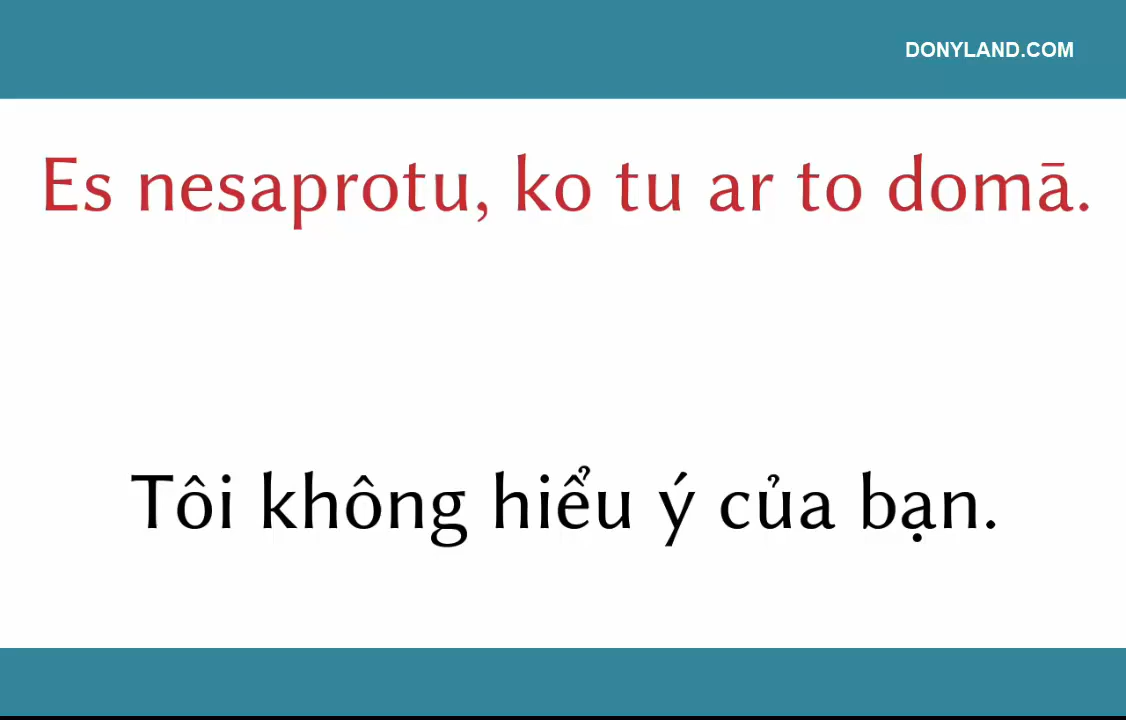 DONYLAND.COM
Es nesaprotu, ko tu ar to domā.
Tôi không hiểu ý của bạn.